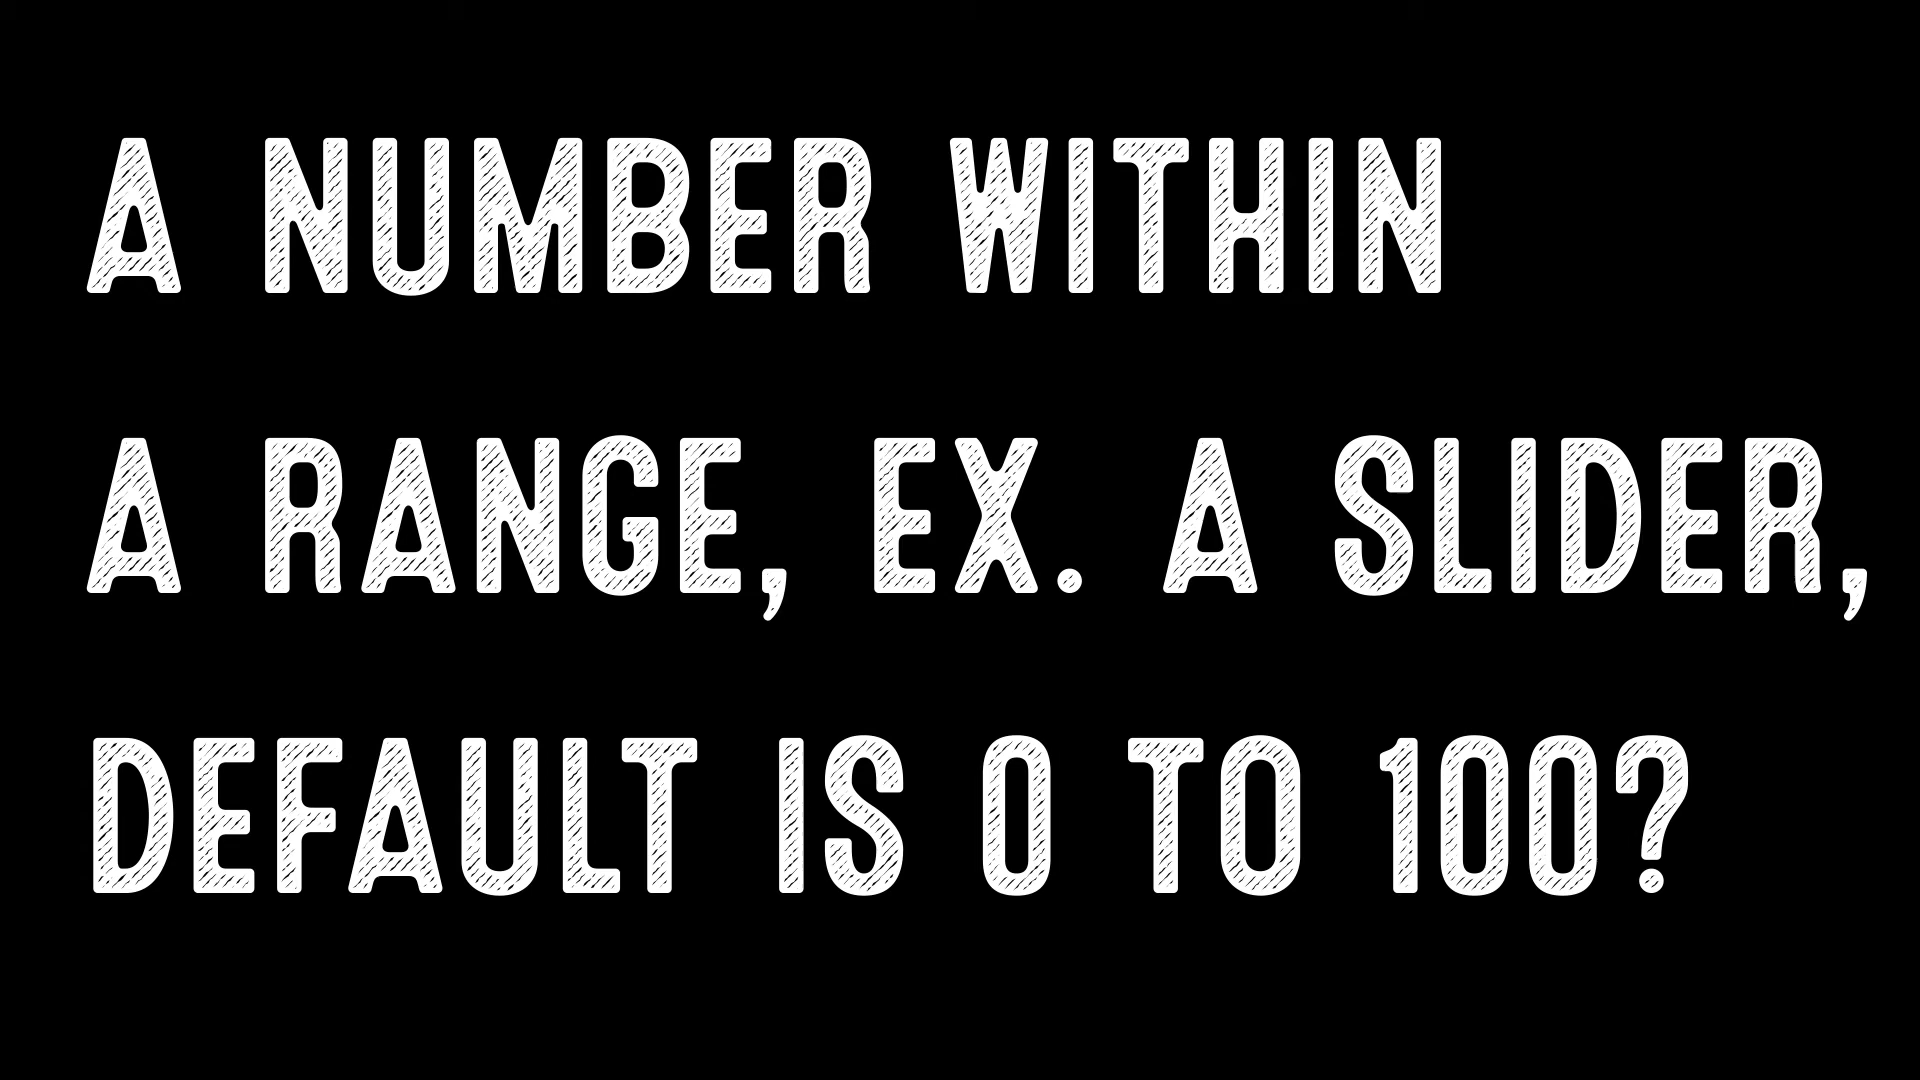 A NUMBER WITHIN
A RANGE, EX. A SLIDER,
DEFAULT IS 0 TO 100?